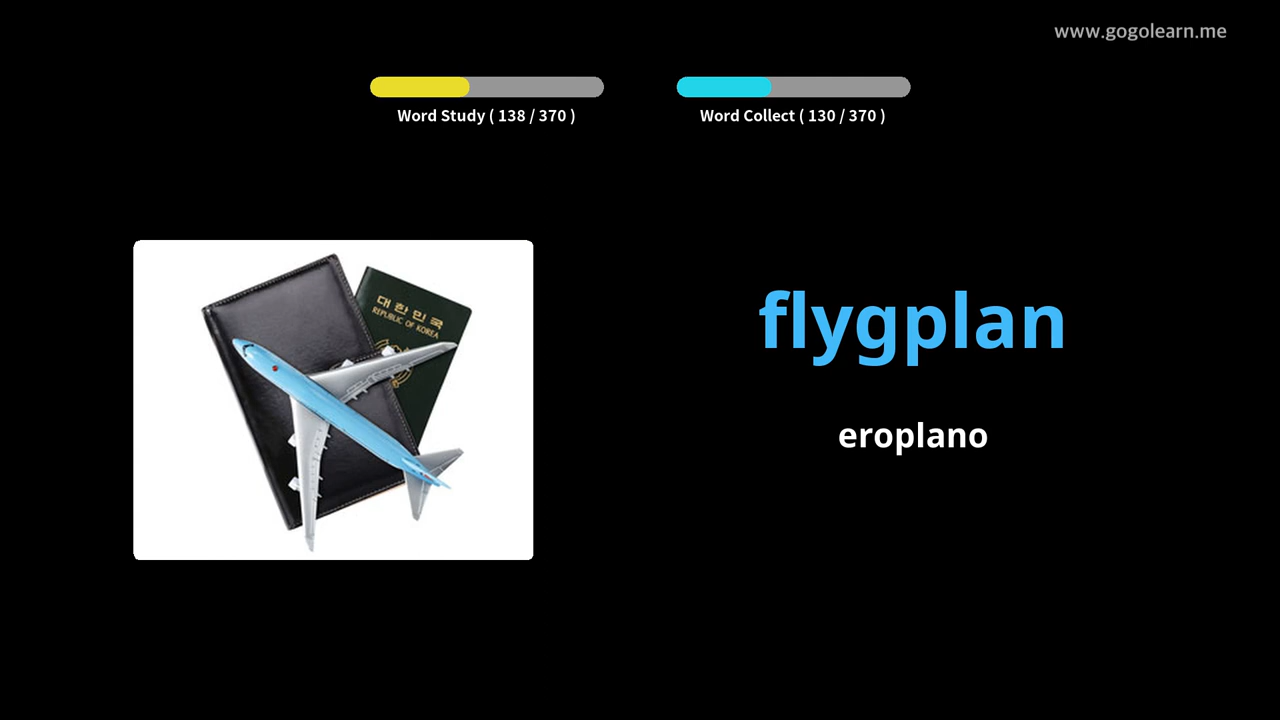 www.gogolearn.me
Word Study ( 138 / 370 )
Word Collect ( 130 / 370 )
대한민국
REPUBLIC OF KOREA
flygplan
eroplano